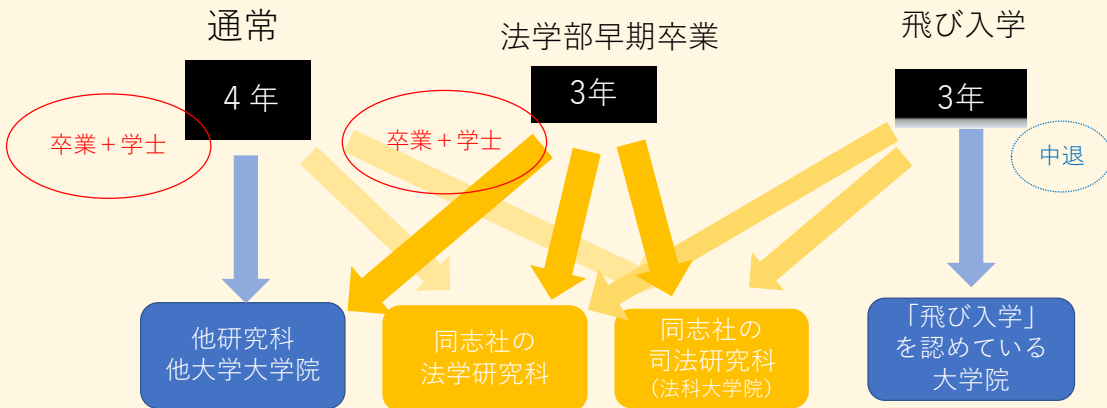 通常
法学部早期卒業
飛び入学
4 年
3年
3年
卒業+学士
卒業+学士
中退
他研究科
他大学大学院
同志社の
法学研究科
同志社の
司法研究科
(法科大学院)
「飛び入学」
を認めている
大学院